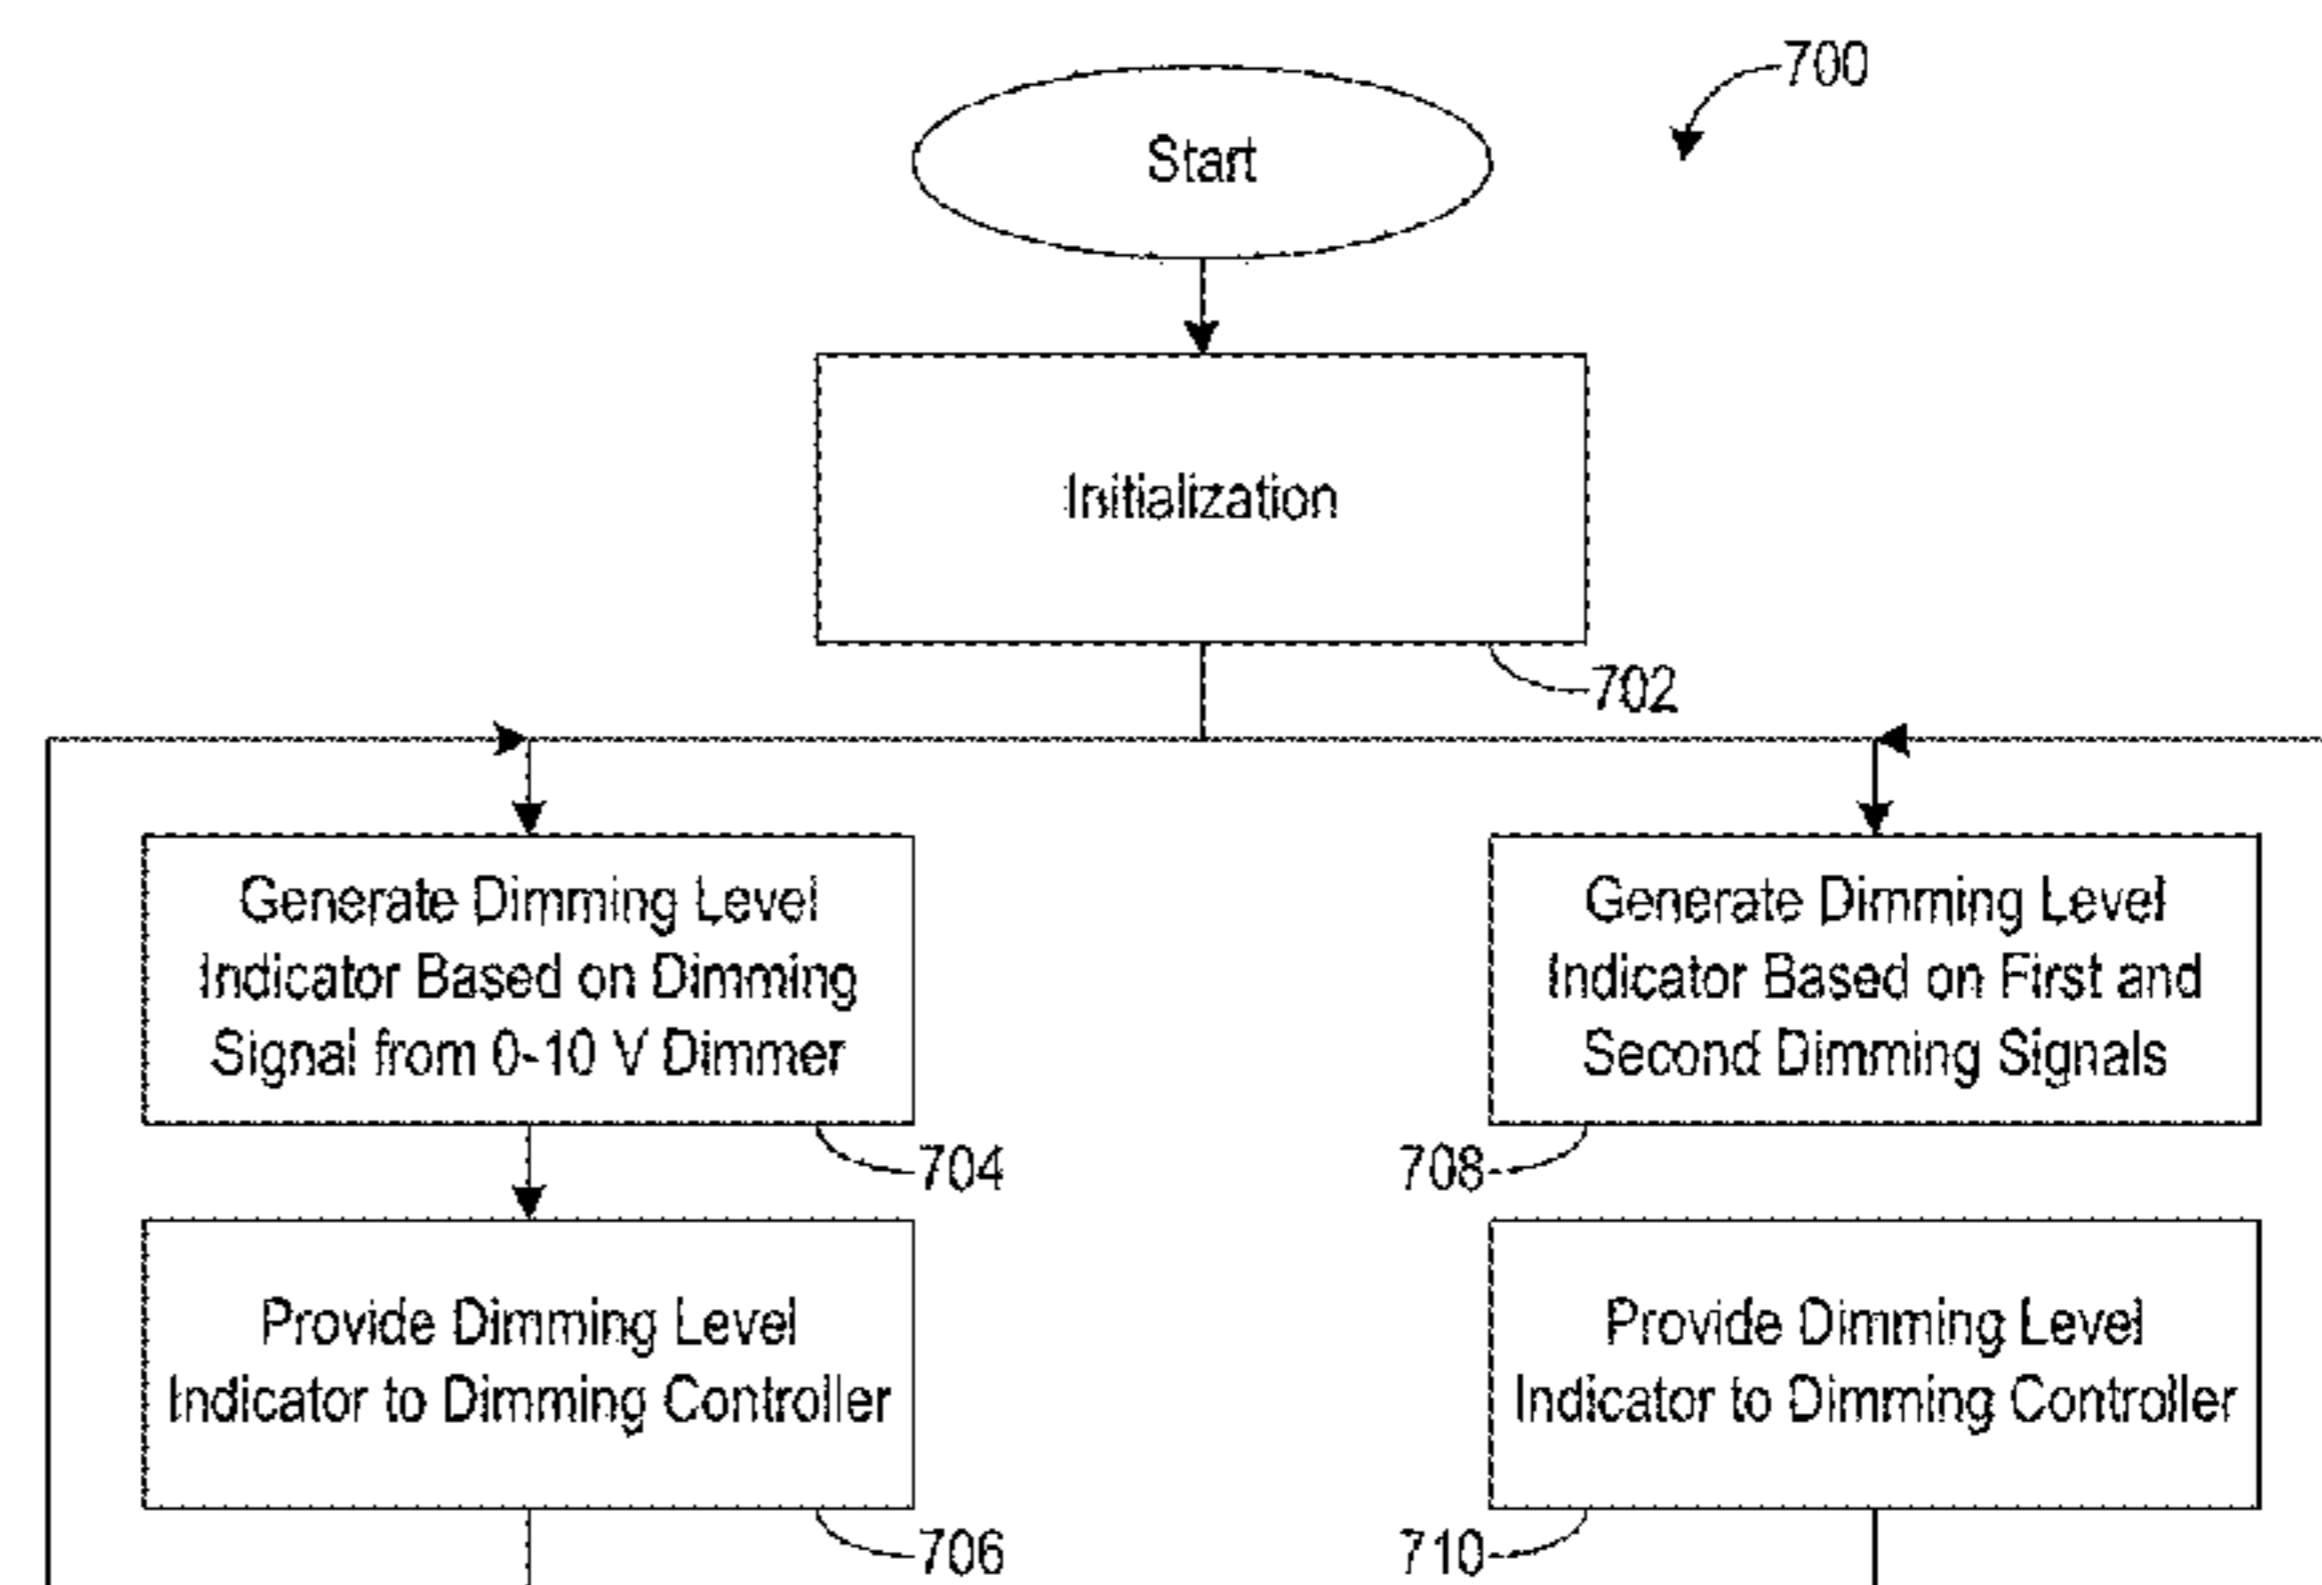 700
Start
Initialization
702
Generate Dimming Level
Indicator Based on Dimming
Signal from 0-10 V Dimmer
704
Generate Dimming Level
Indicator Based on First and
Second Dimming Signals
708
Provide Dimming Level
Indicator to Dimming Controller
706
Provide Dimming Level
Indicator to Dimming Controller
710